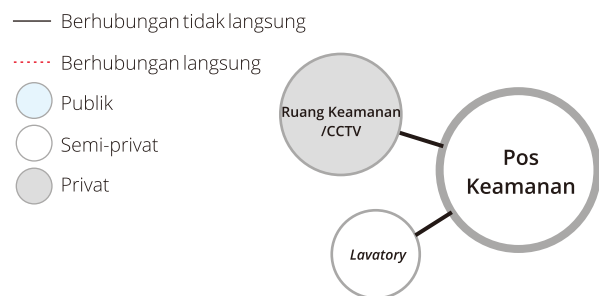 Berhubungan tidak langsung
Berhubungan langsung
Publik
Semi-privat
Privat
Ruang Keamanan
/CCTV
Pos
Keamanan
Lavatory